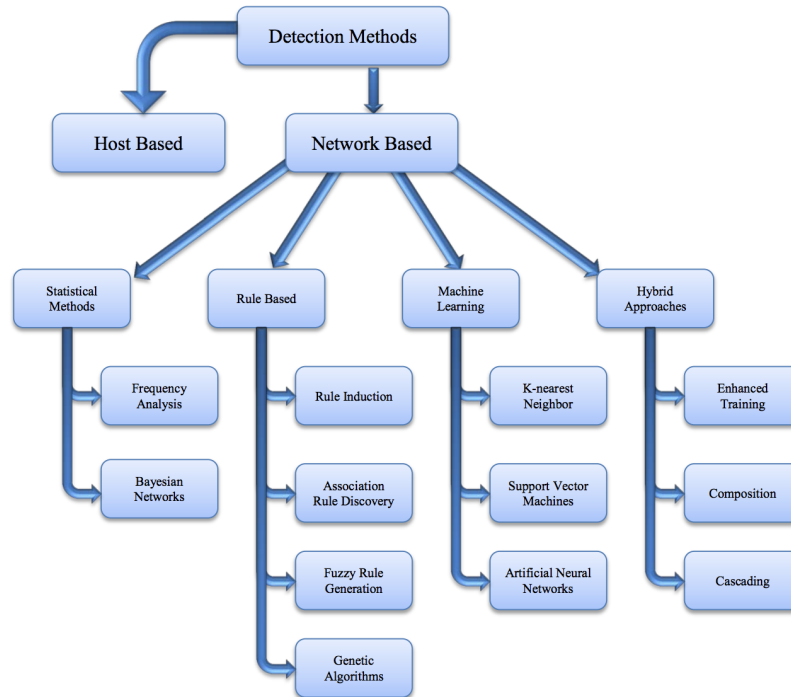 Detection Methods
Host Based
Network Based
Statistical
Methods
Rule Based
Machine
Learning
Hybrid
Approaches
Frequency
Analysis
Rule Induction
K-nearest
Neighbor
Enhanced
Training
Bayesian
Networks
Association
Rule Discovery
Support Vector
Machines
Composition
Fuzzy Rule
Generation
Artificial Neural
Networks
Cascading
Genetic
Algorithms